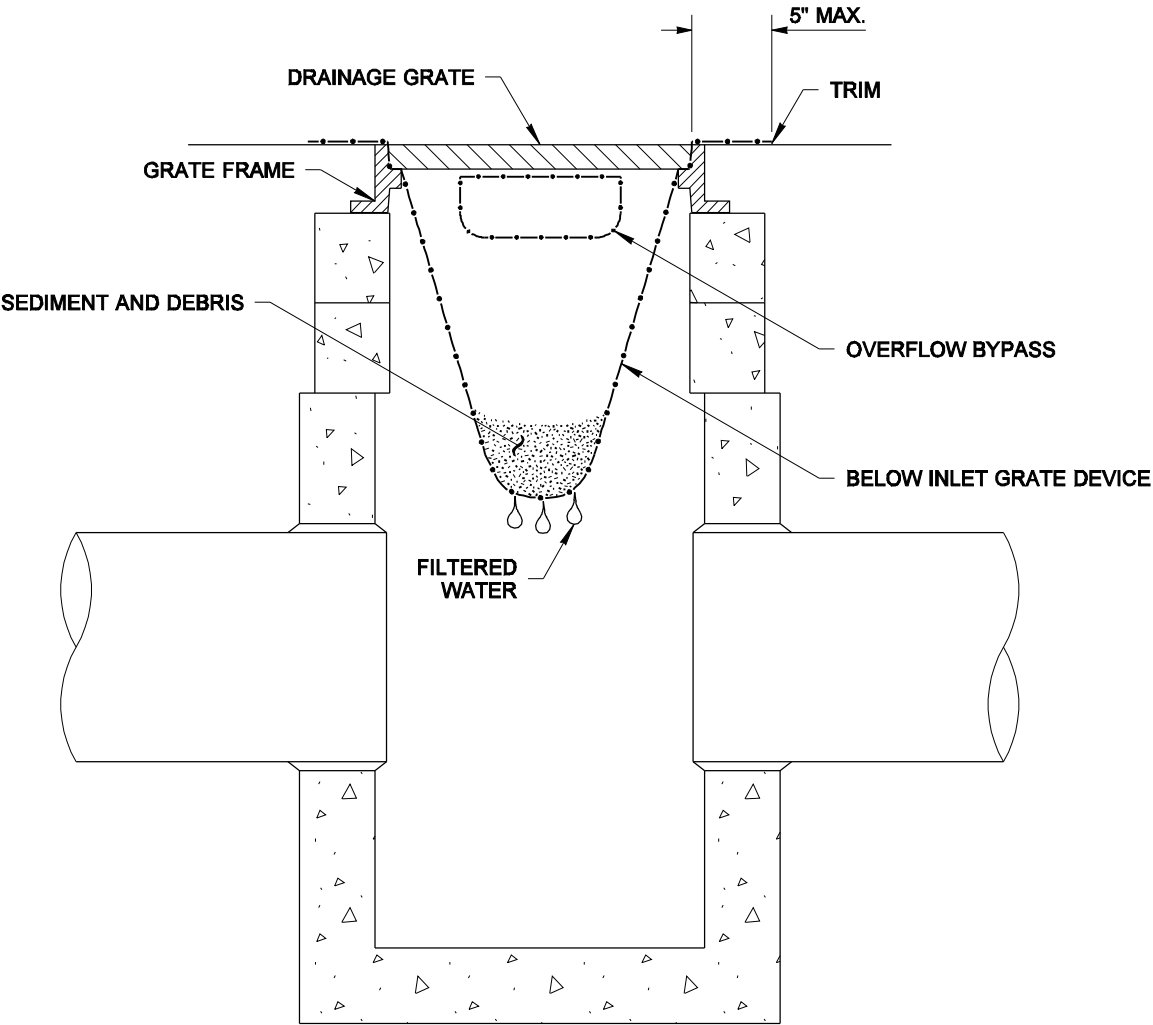 5" MAX.
DRAINAGE GRATE
TRIM
GRATE FRAME
SEDIMENT AND DEBRIS
OVERFLOW BYPASS
BELOW INLET GRATE DEVICE
FILTERED
WATER